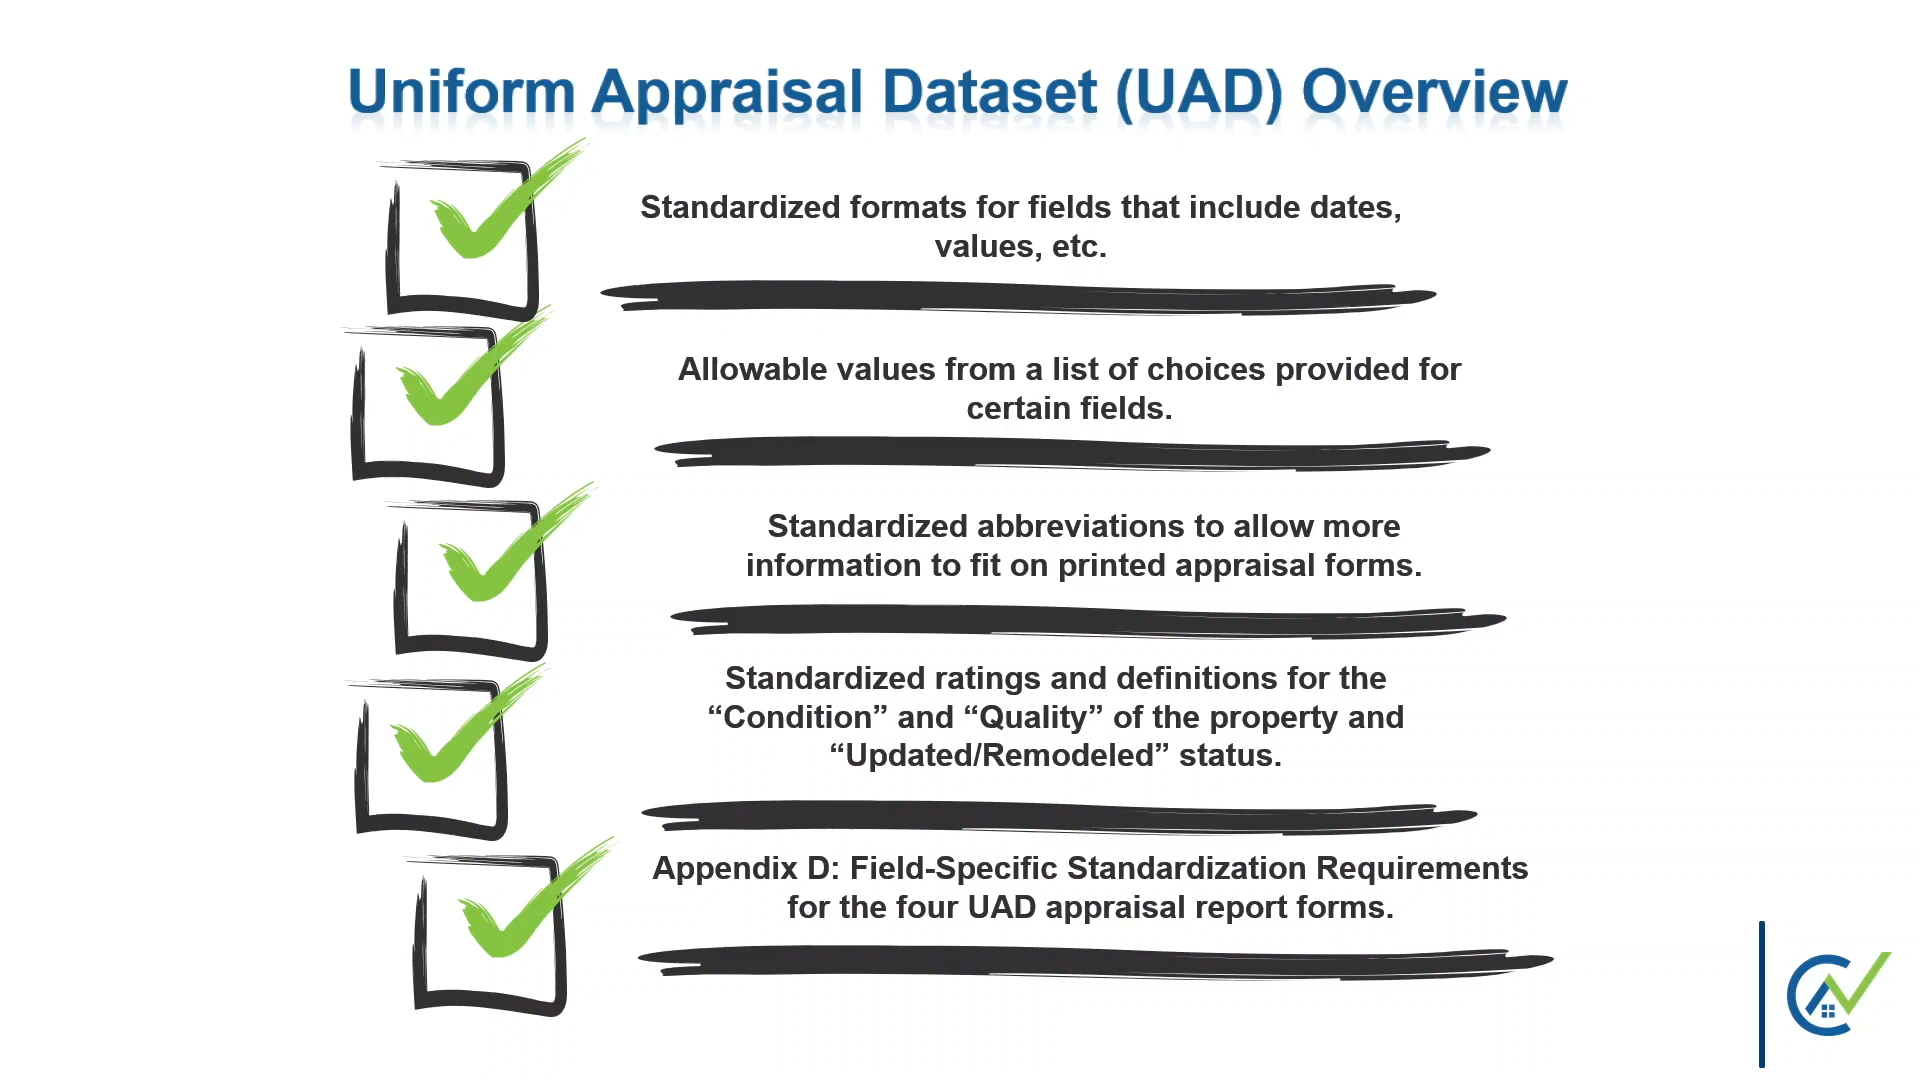 Uniform Appraisal Dataset (UAD) Overview
Standardized formats for fields that include dates,
values, etc.
Allowable values from a list of choices provided for
certain fields.
Standardized abbreviations to allow more
information to fit on printed appraisal forms.
Standardized ratings and definitions for the
“Condition” and “Quality” of the property and
“Updated/Remodeled” status.
Appendix D: Field-Specific Standardization Requirements
for the four UAD appraisal report forms.